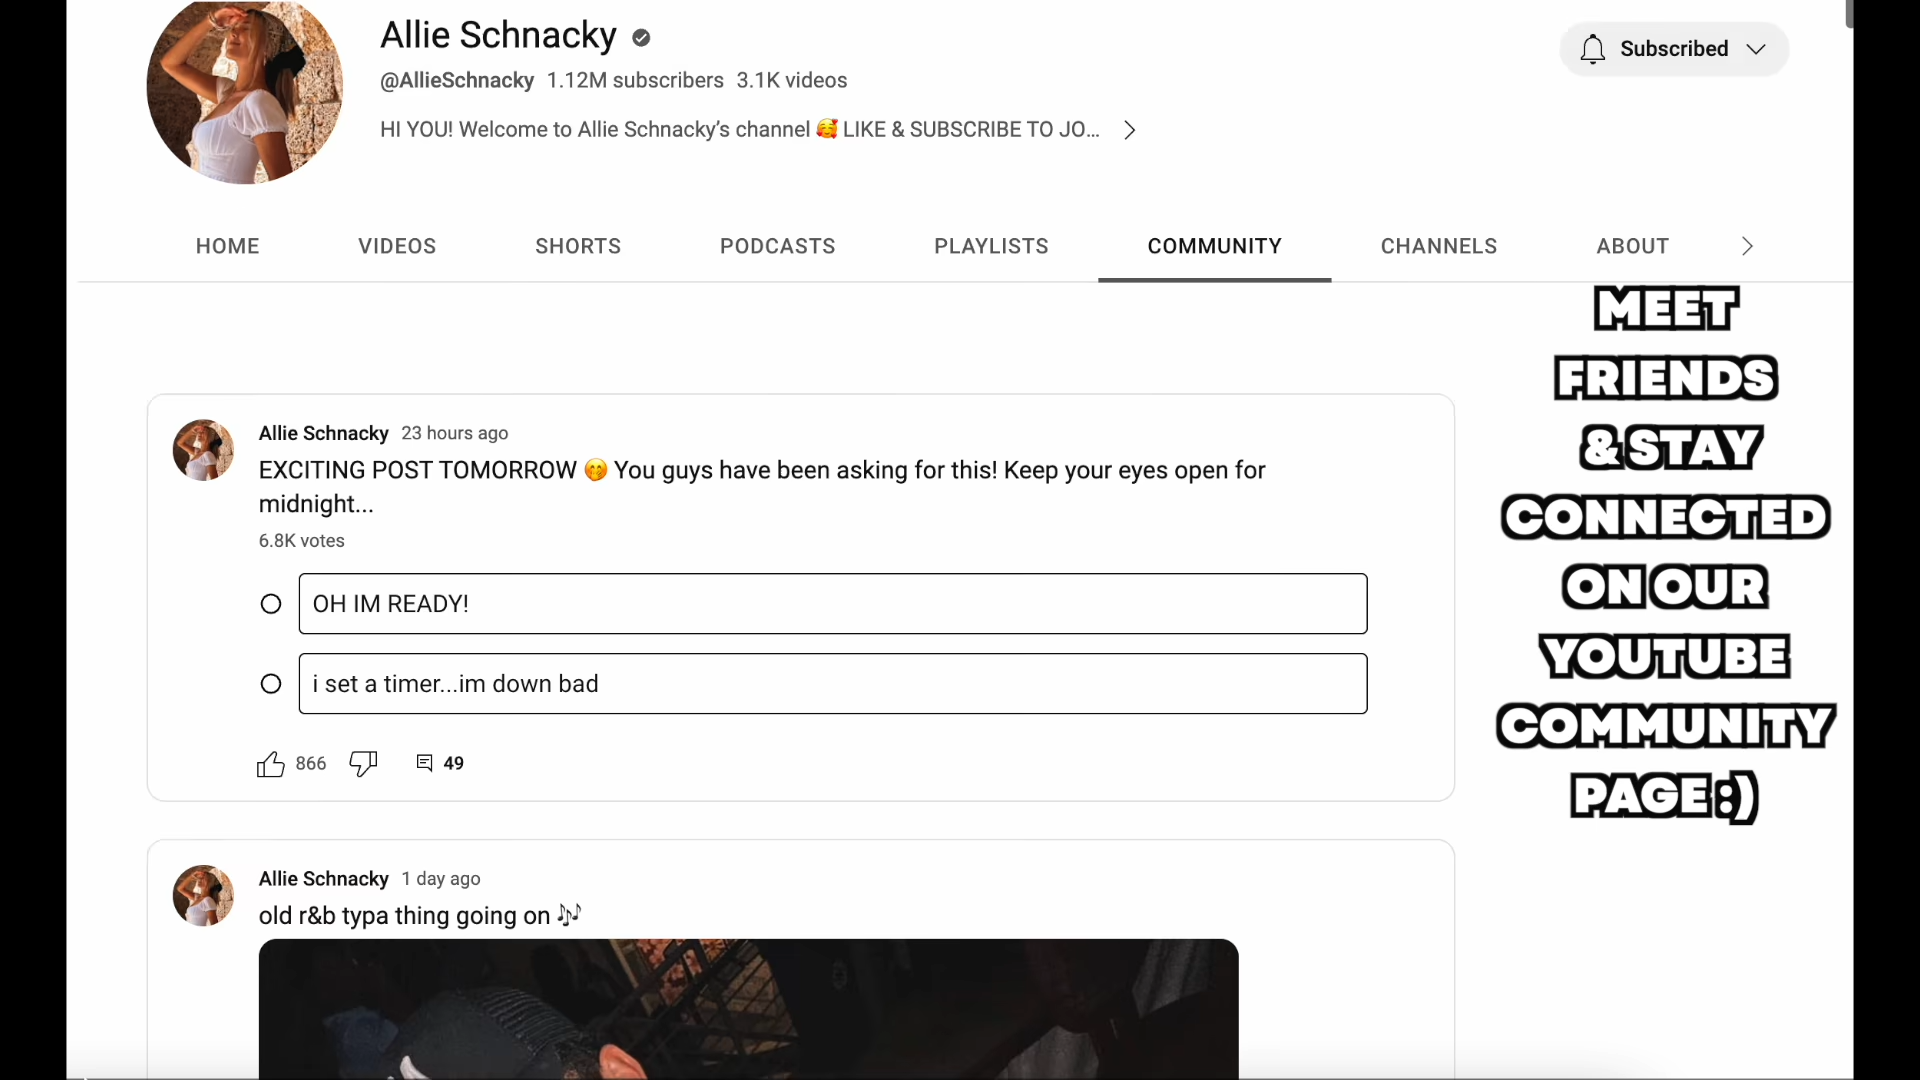 Allie Schnacky
@AllieSchnacky 1.12M subscribers 3.1K videos
HI YOU! Welcome to Allie Schnacky’s channel 🥰 LIKE & SUBSCRIBE TO JO...
Subscribed
HOME VIDEOS SHORTS PODCASTS PLAYLISTS COMMUNITY CHANNELS ABOUT
Allie Schnacky 23 hours ago
EXCITING POST TOMORROW 🤭 You guys have been asking for this! Keep your eyes open for
midnight...
6.8K votes
OH IM READY!
i set a timer...im down bad
866 49
Allie Schnacky 1 day ago
old r&b typa thing going on 🎶
MEET
FRIENDS
& STAY
CONNECTED
ON OUR
YOUTUBE
COMMUNITY
PAGE :)